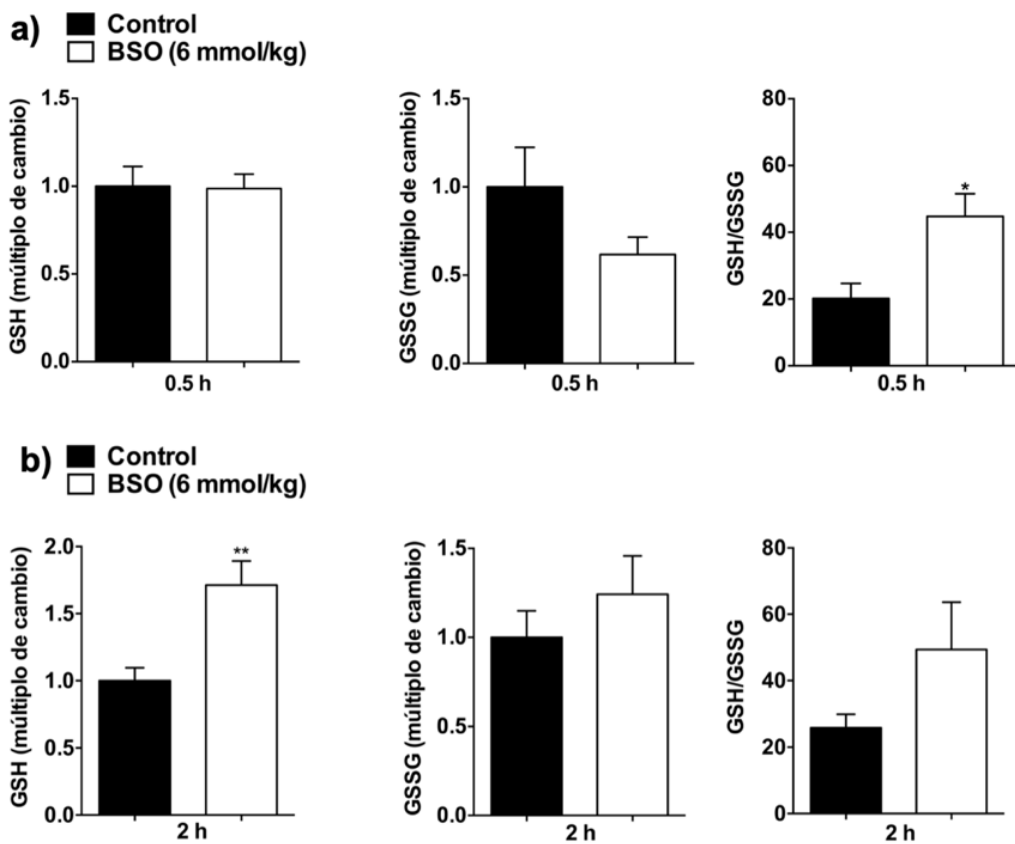 a)
Control
BSO (6 mmol/kg)
GSH (múltiplo de cambio)
1.5
1.0
0.5
0.0
0.5 h
GSSG (múltiplo de cambio)
1.5
1.0
0.5
0.0
0.5 h
GSH/GSSG
80
60
40
20
0
*
0.5 h
b)
Control
BSO (6 mmol/kg)
GSH (múltiplo de cambio)
2.0
1.5
1.0
0.5
0.0
**
2 h
GSSG (múltiplo de cambio)
1.5
1.0
0.5
0.0
2 h
GSH/GSSG
80
60
40
20
0
2 h